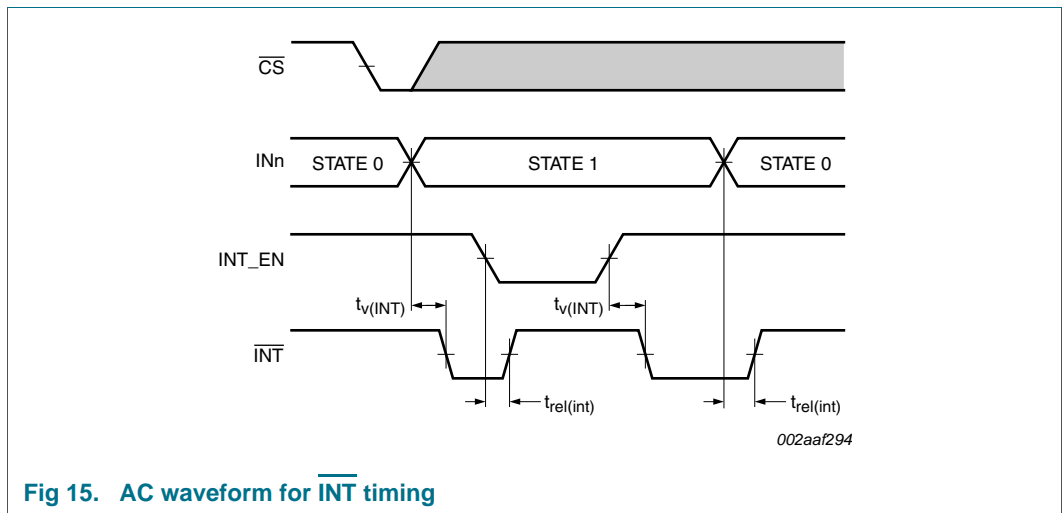 CS
INn STATE 0 STATE 1 STATE 0
INT_EN
tv(INT) tv(INT)
INT
trel(int) trel(int)
002aaf294
Fig 15. AC waveform for INT timing